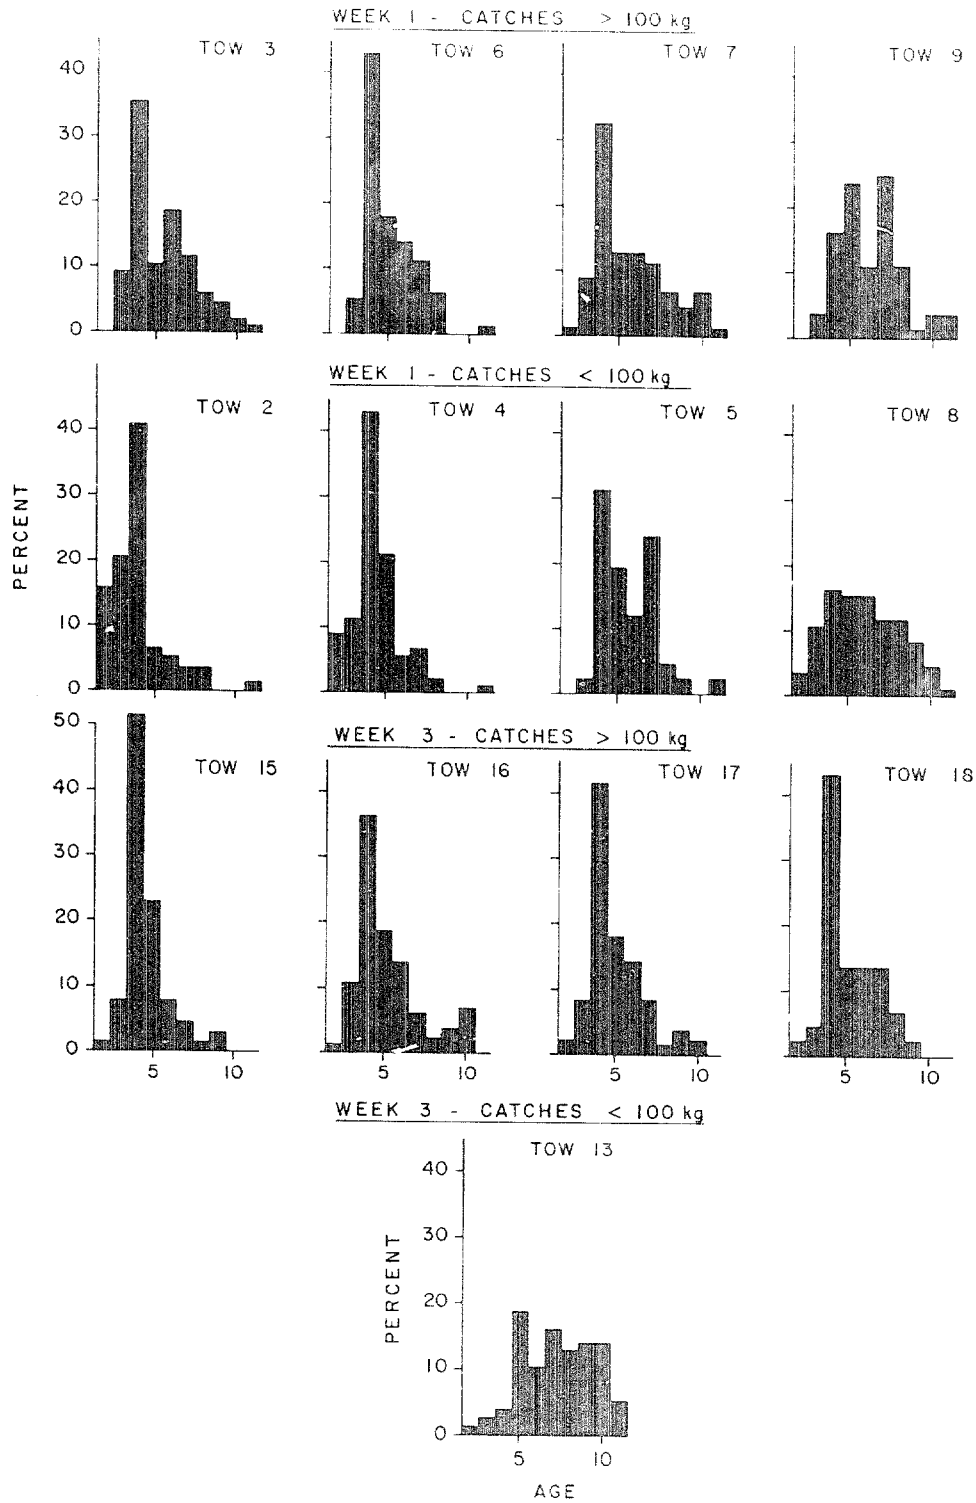 WEEK 1 - CATCHES > 100 kg
TOW 3
TOW 6
TOW 7
TOW 9
40
30
20
10
0
WEEK 1 - CATCHES < 100 kg
TOW 2
TOW 4
TOW 5
TOW 8
40
30
20
10
0
PERCENT
5
10
WEEK 3 - CATCHES > 100 kg
TOW 15
TOW 16
TOW 17
TOW 18
50
40
30
20
10
0
5 10
5 10
5 10
5 10
WEEK 3 - CATCHES < 100 kg
TOW 13
40
30
20
10
0
PERCENT
5 10
AGE